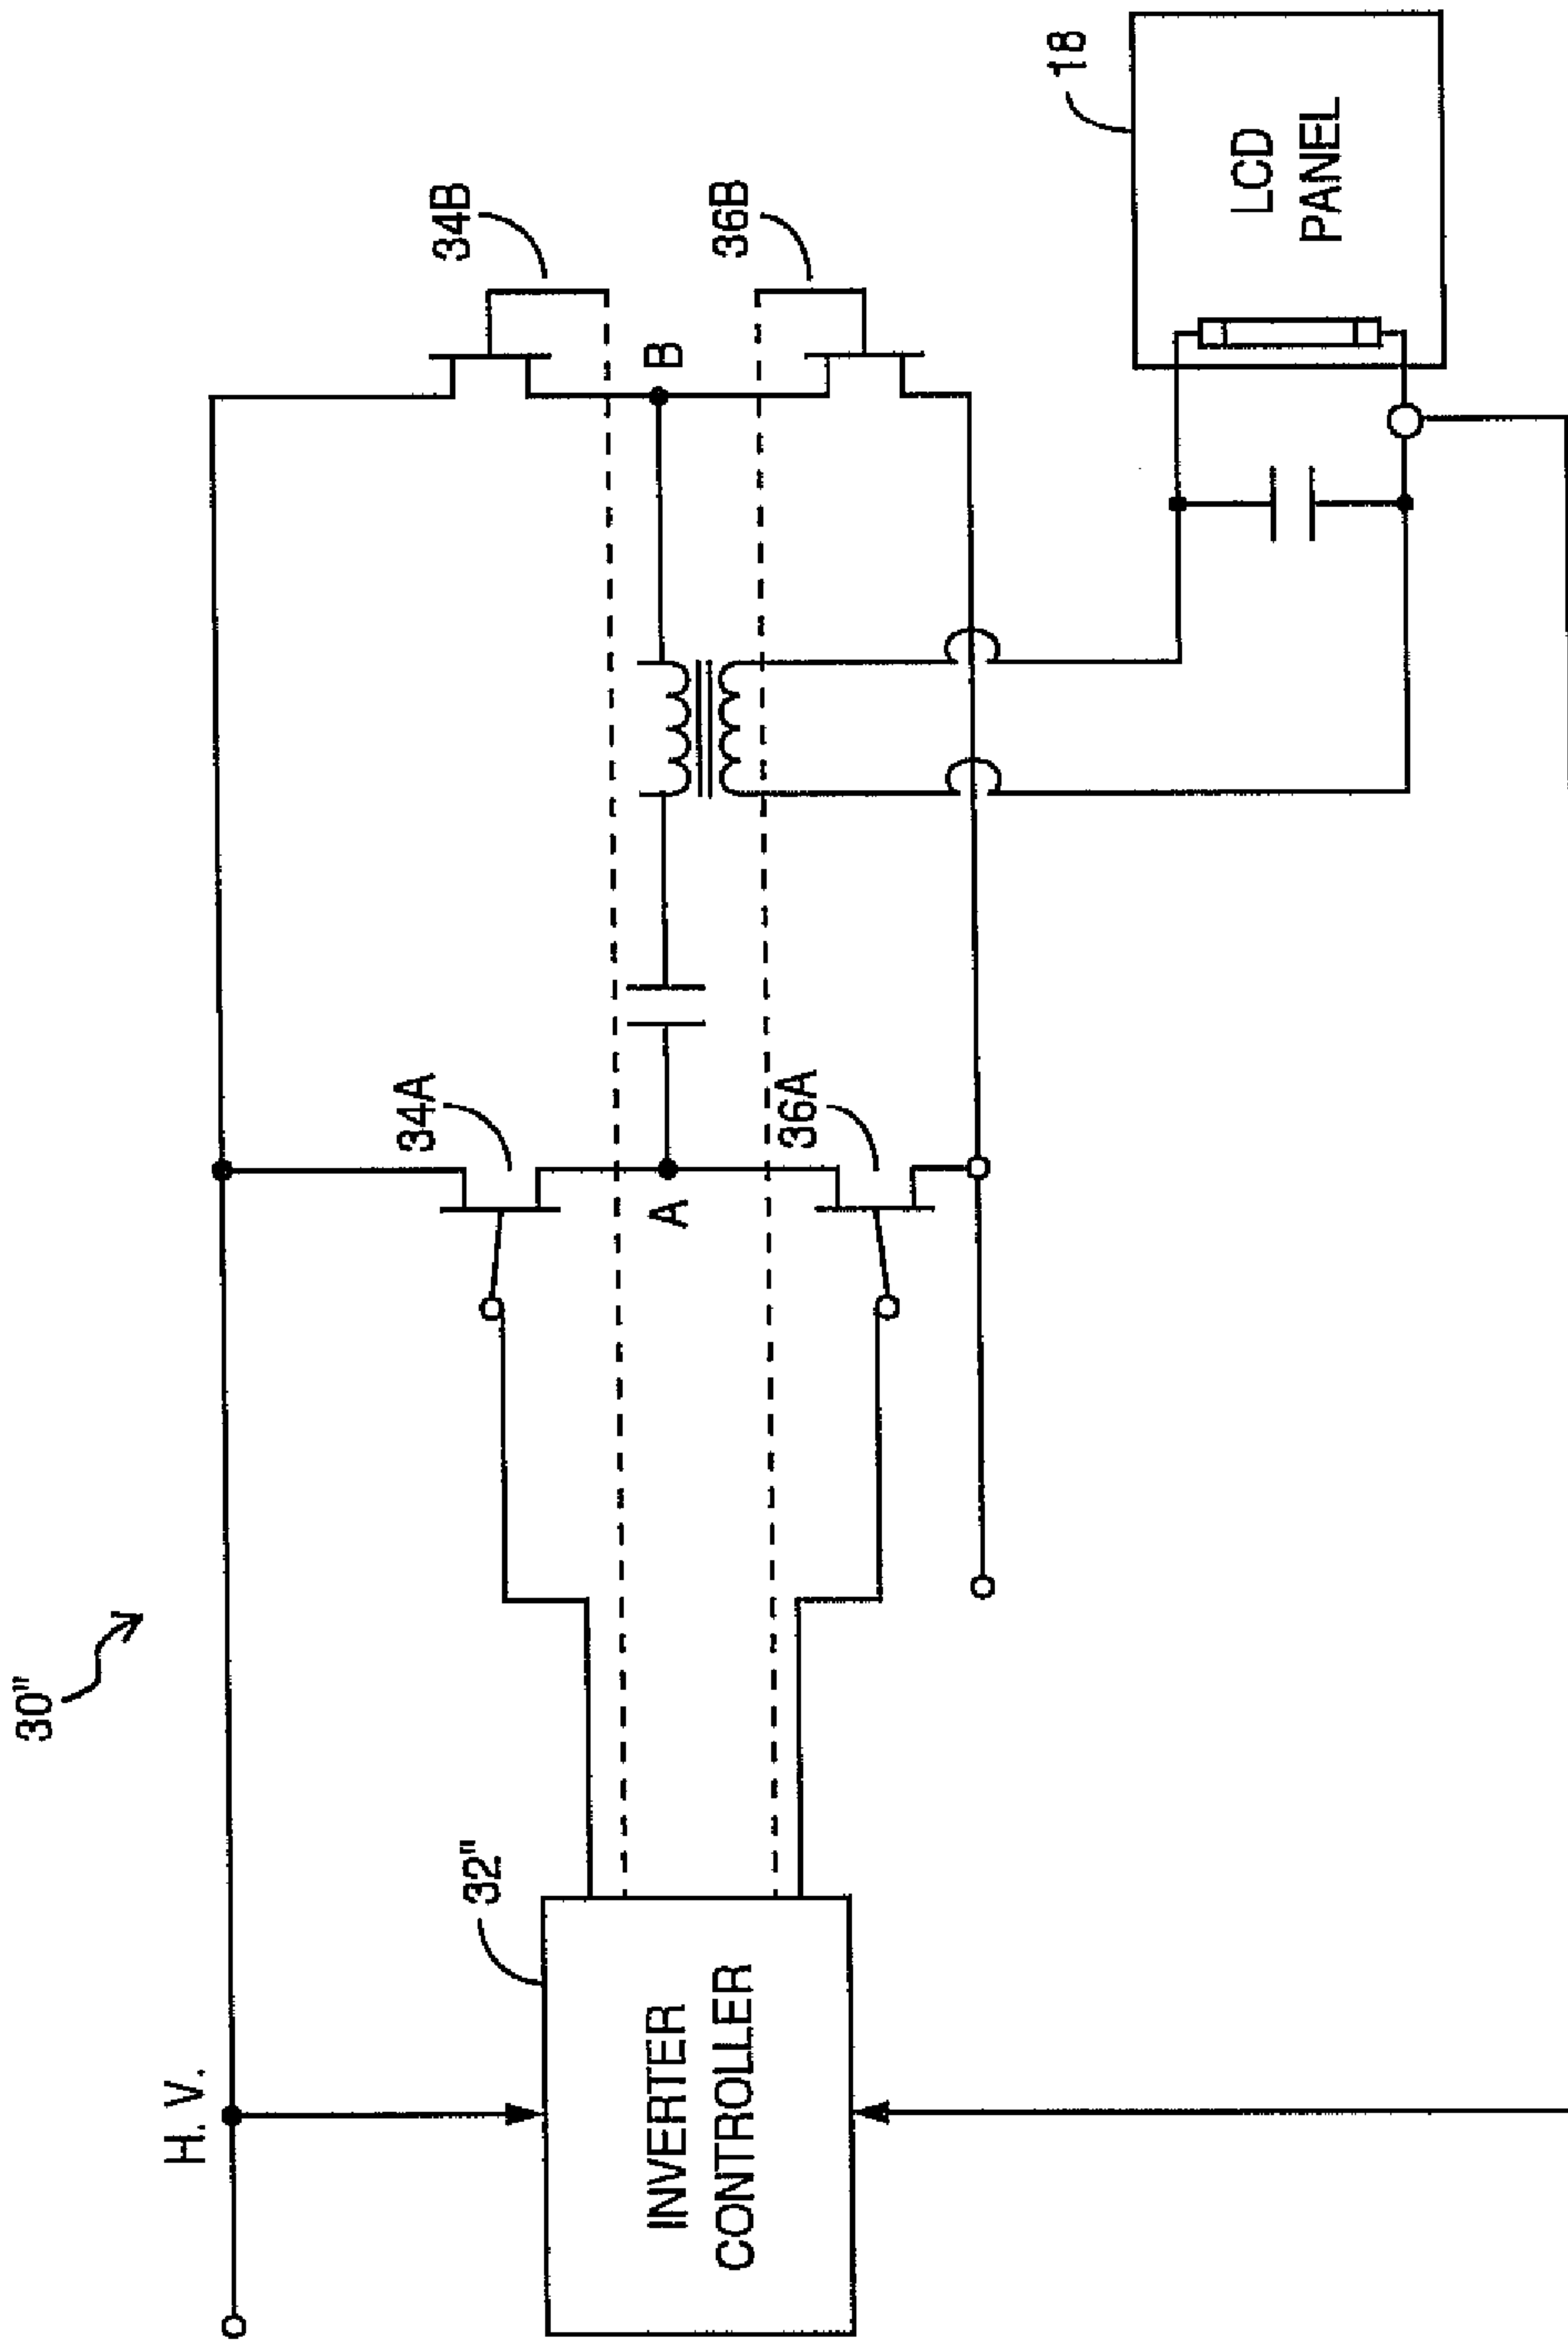 30"
H. V.
32"
INVERTER
CONTROLLER
34A
36A
A
34B
36B
B
18
LCD
PANEL